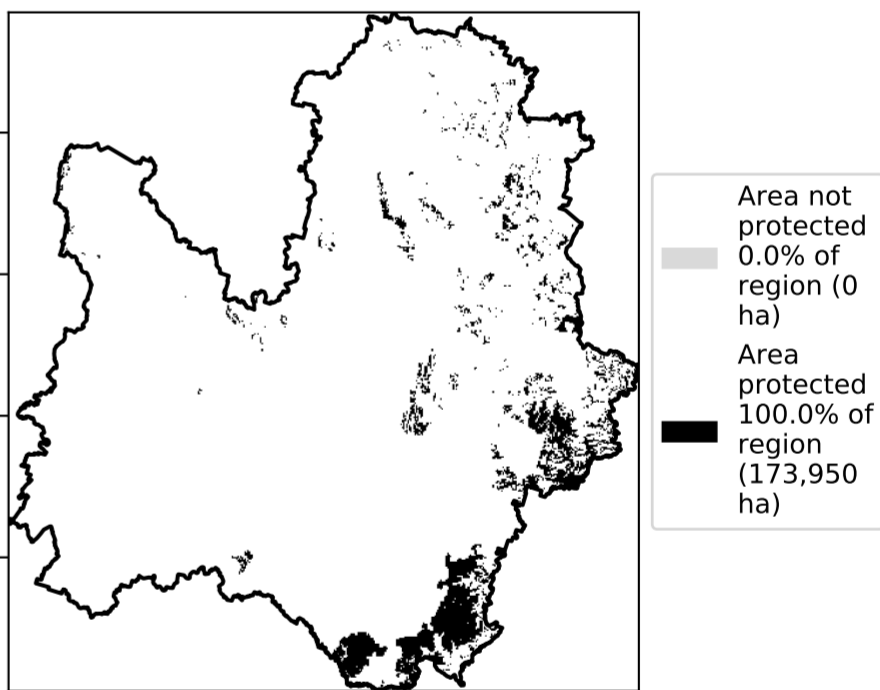 Area not
protected
0.0% of
region (0
ha)
Area
protected
100.0% of
region
(173,950
ha)